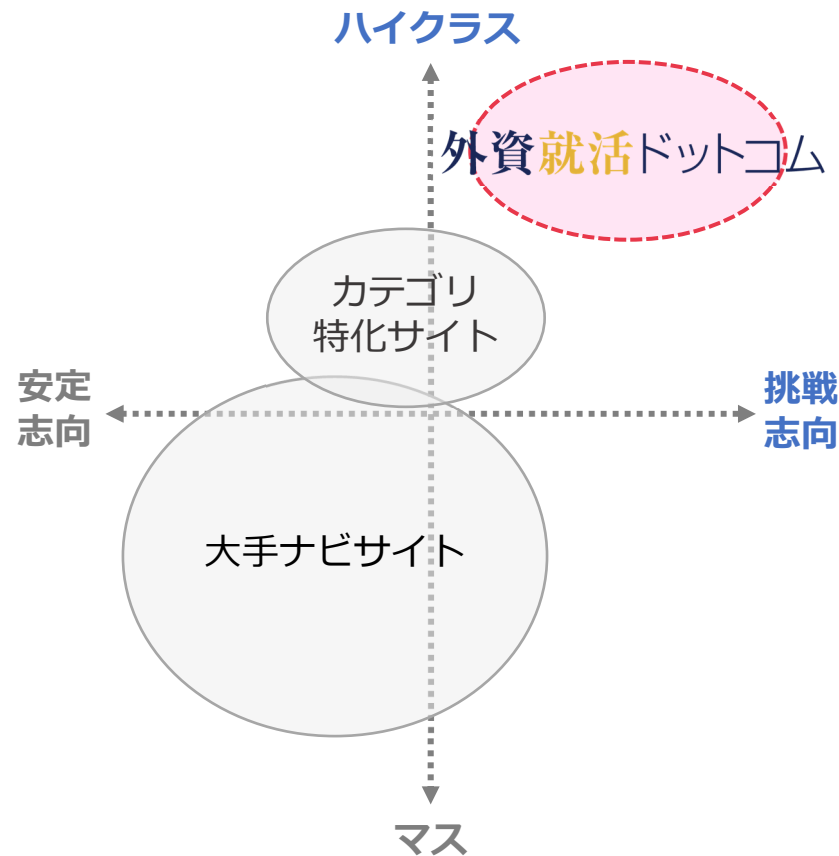 ハイクラス
外資就活ドットコム
カテゴリ
特化サイト
安定
志向
挑戦
志向
大手ナビサイト
マス